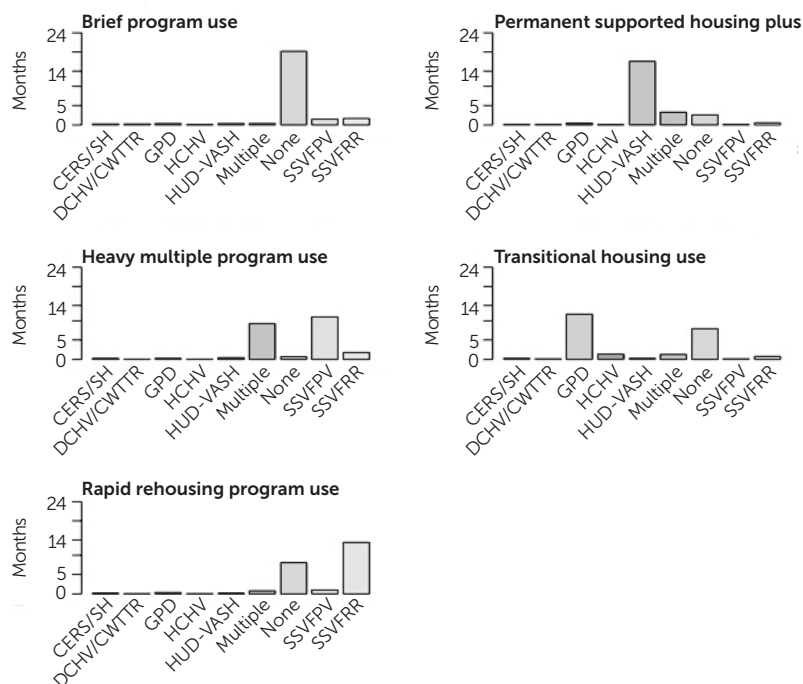 Brief program use
24
14
5
0
Months
CERS/SH
DCHV/CWTTR
GPD
HCHV
HUD-VASH
Multiple
None
SSVFPV
SSVFRR
Permanent supported housing plus
24
14
5
0
Months
CERS/SH
DCHV/CWTTR
GPD
HCHV
HUD-VASH
Multiple
None
SSVFPV
SSVFRR
Heavy multiple program use
24
14
5
0
Months
CERS/SH
DCHV/CWTTR
GPD
HCHV
HUD-VASH
Multiple
None
SSVFPV
SSVFRR
Transitional housing use
24
14
5
0
Months
CERS/SH
DCHV/CWTTR
GPD
HCHV
HUD-VASH
Multiple
None
SSVFPV
SSVFRR
Rapid rehousing program use
24
14
5
0
Months
CERS/SH
DCHV/CWTTR
GPD
HCHV
HUD-VASH
Multiple
None
SSVFPV
SSVFRR